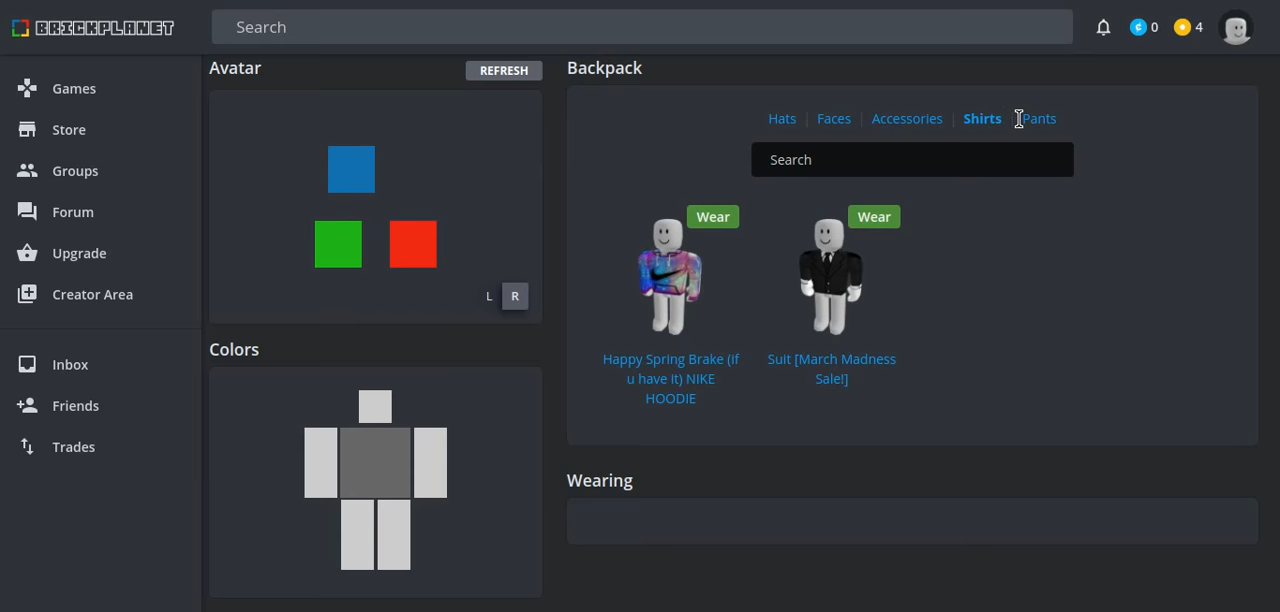 BRICKPLANET
Search
0
4
Games
Store
Groups
Forum
Upgrade
Creator Area
Inbox
Friends
Trades
Avatar
REFRESH
L
R
Colors
Backpack
Hats | Faces | Accessories | Shirts | Pants
Search
Wear
Happy Spring Brake (if
u have it) NIKE
HOODIE
Wear
Suit [March Madness
Sale!]
Wearing